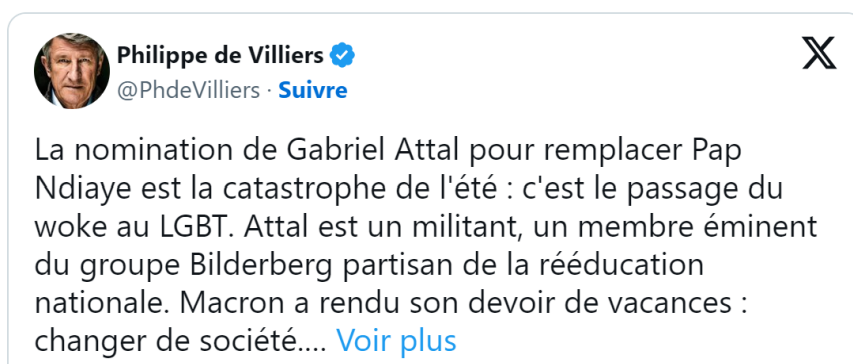 Philippe de Villiers
@PhdeVilliers · Suivre
La nomination de Gabriel Attal pour remplacer Pap
Ndiaye est la catastrophe de l'été : c'est le passage du
woke au LGBT. Attal est un militant, un membre éminent
du groupe Bilderberg partisan de la rééducation
nationale. Macron a rendu son devoir de vacances :
changer de société.... Voir plus